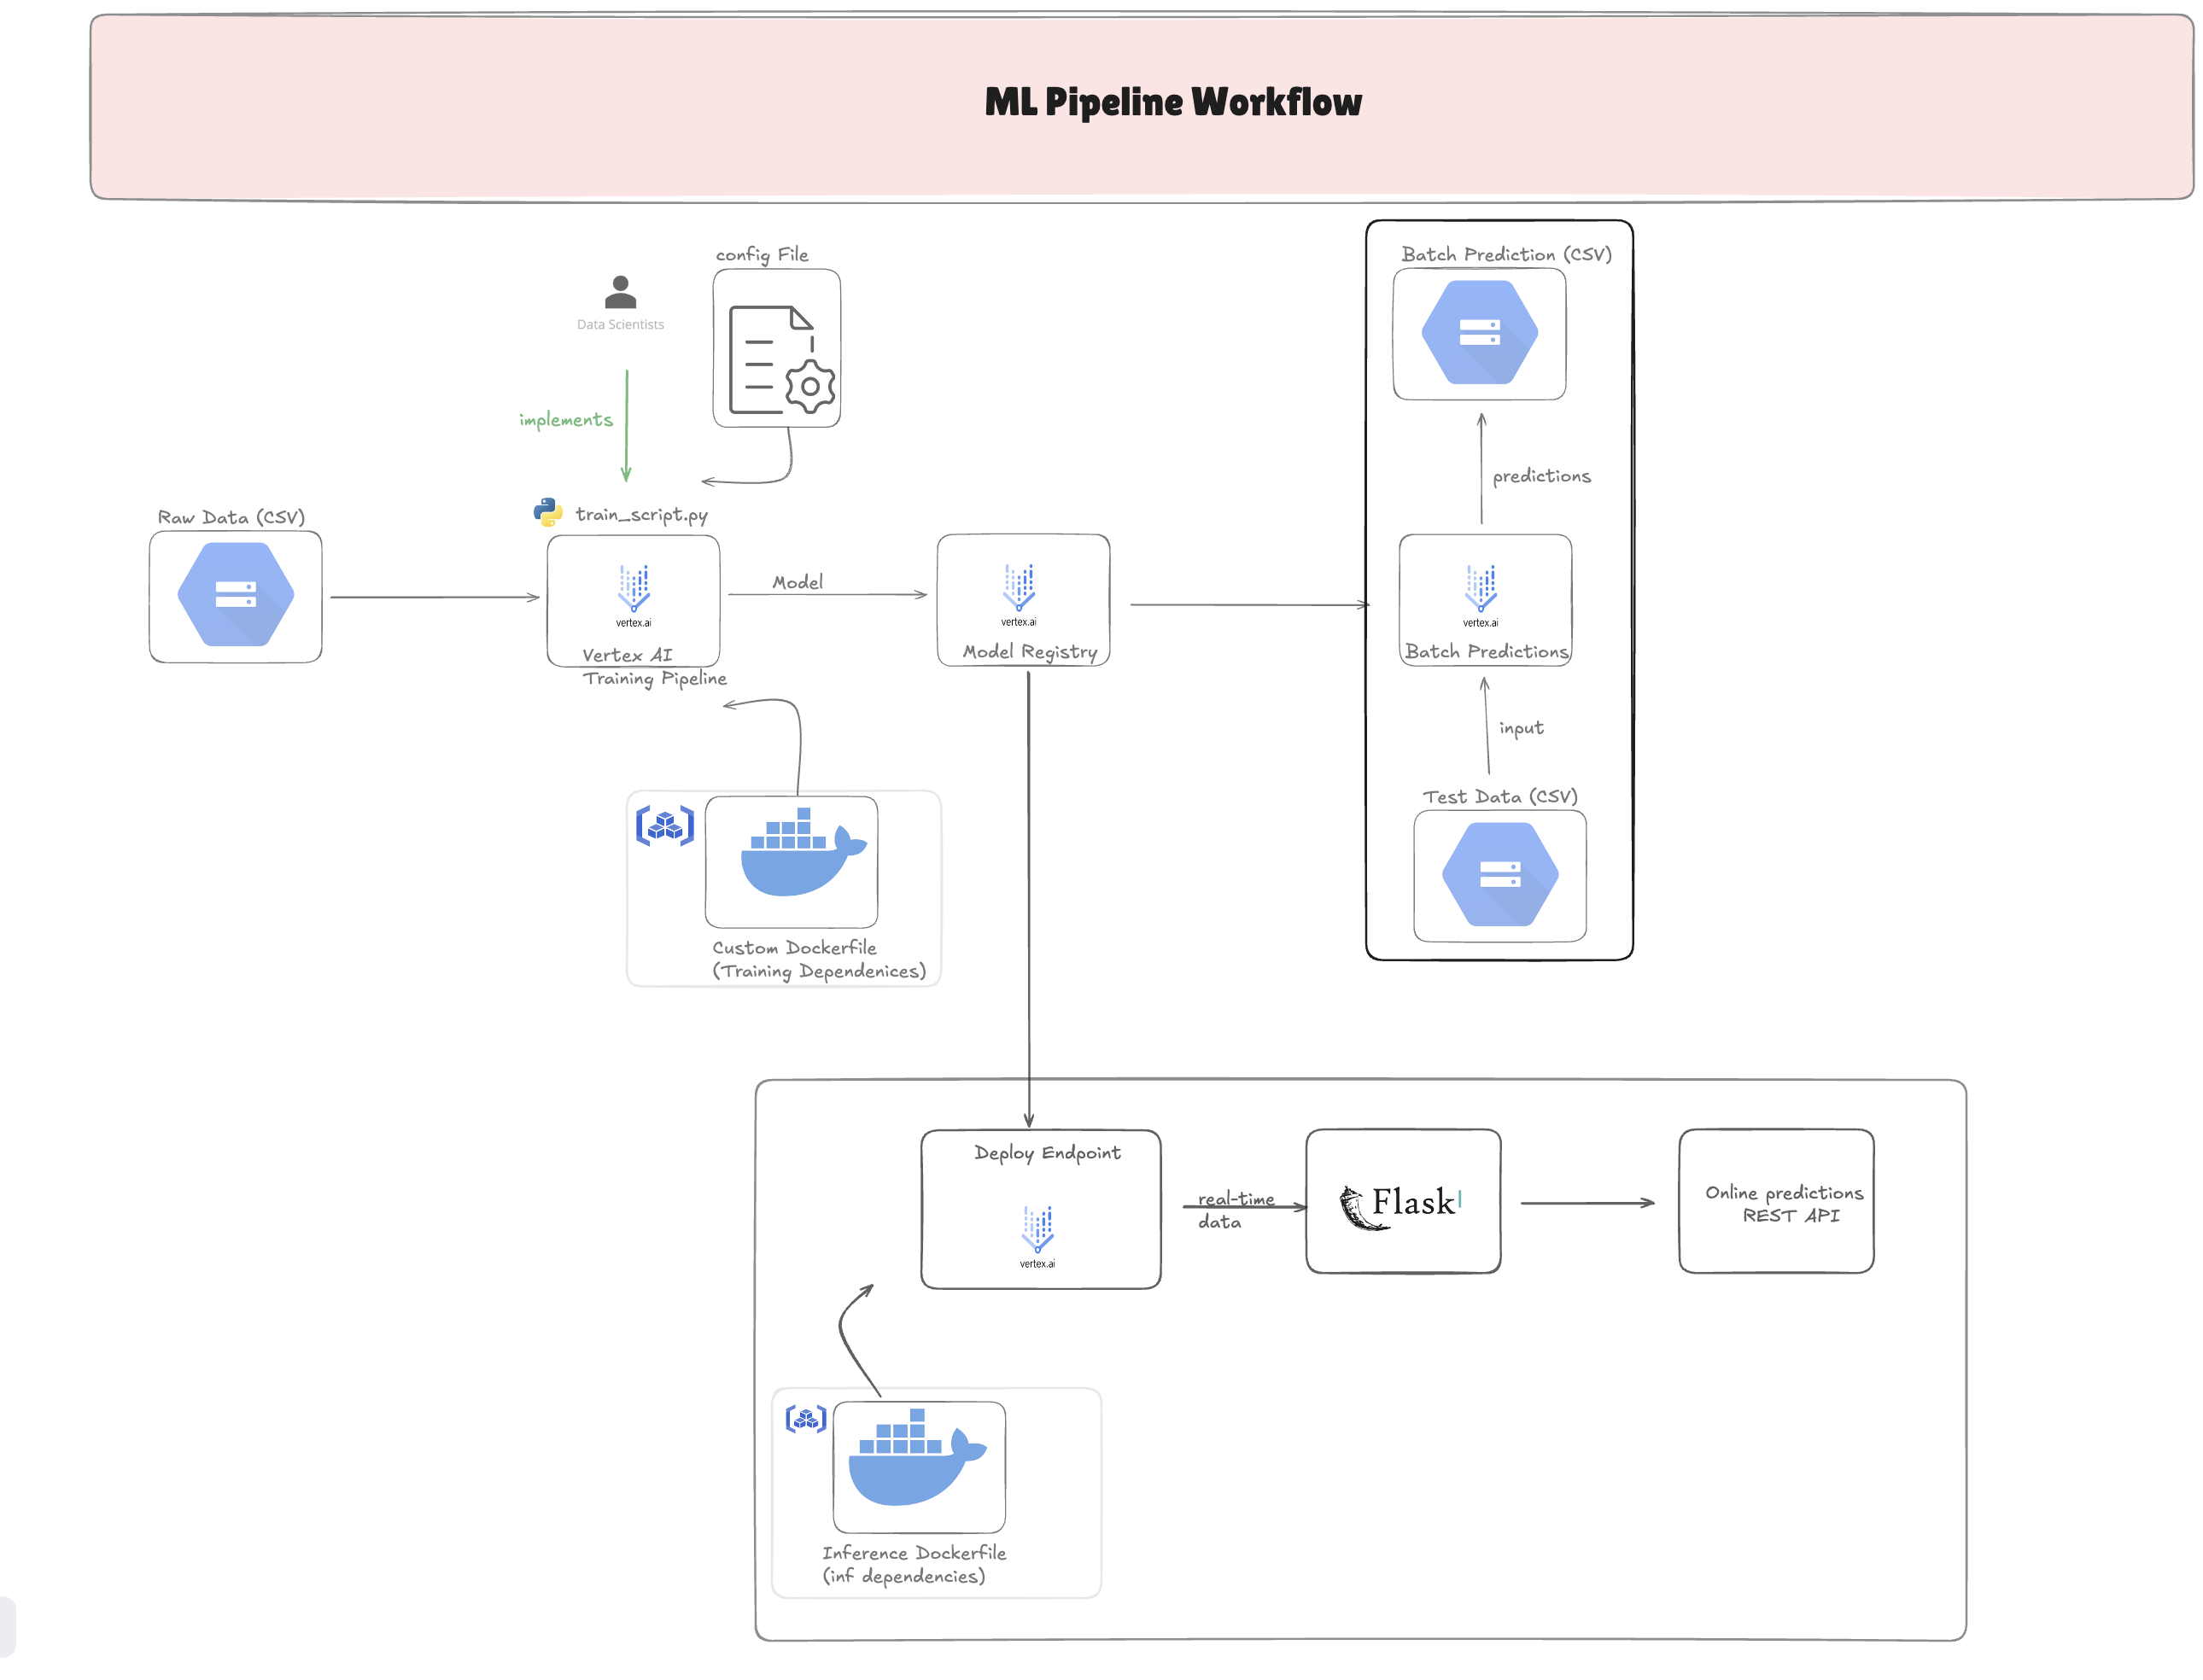 ML Pipeline Workflow
config File
Data Scientists
implements
train_script.py
Raw Data (CSV)
vertex.ai
Vertex AI
Training Pipeline
Model
vertex.ai
Model Registry
Batch Prediction (CSV)
predictions
vertex.ai
Batch Predictions
input
Test Data (CSV)
Custom Dockerfile
(Training Dependenices)
Deploy Endpoint
vertex.ai
real-time
data
Flask
Online predictions
REST API
Inference Dockerfile
(inf dependencies)